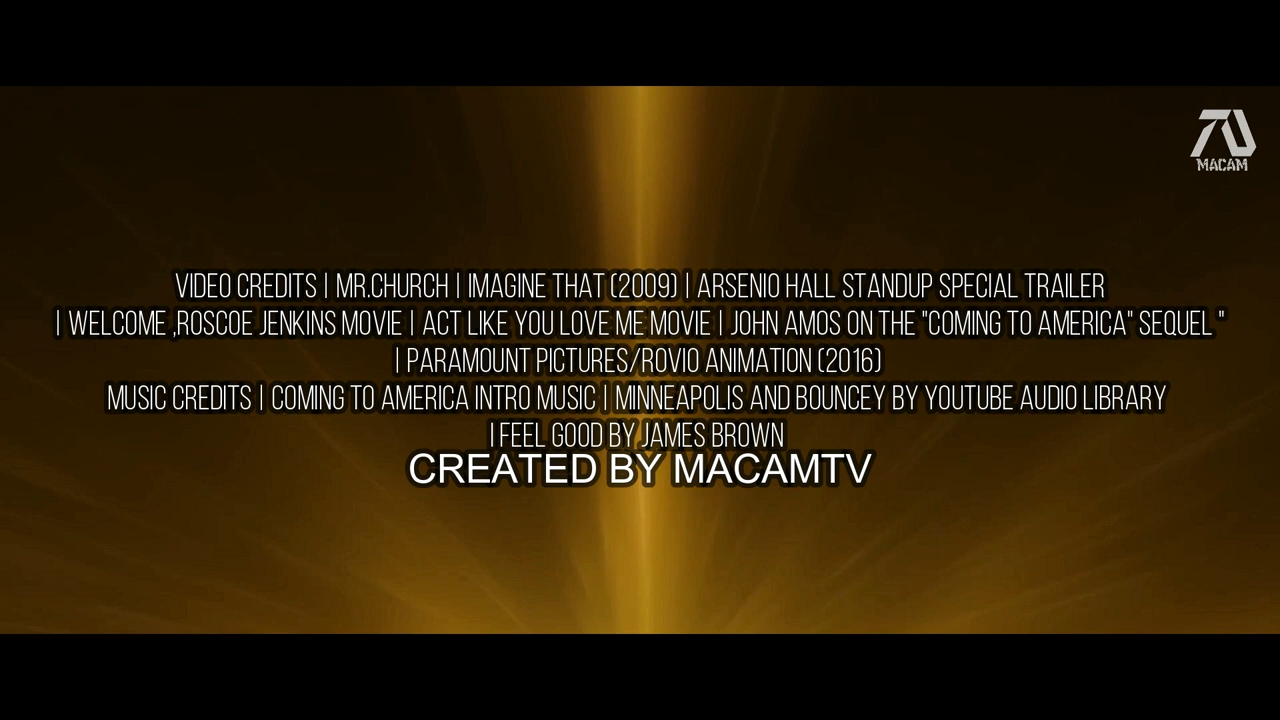 MACAM
VIDEO CREDITS | MR.CHURCH | IMAGINE THAT (2009) | ARSENIO HALL STANDUP SPECIAL TRAILER
| WELCOME ,ROSCOE JENKINS MOVIE | ACT LIKE YOU LOVE ME MOVIE | JOHN AMOS ON THE "COMING TO AMERICA" SEQUEL "
| PARAMOUNT PICTURES/ROVIO ANIMATION (2016)
MUSIC CREDITS | COMING TO AMERICA INTRO MUSIC | MINNEAPOLIS AND BOUNCEY BY YOUTUBE AUDIO LIBRARY
I FEEL GOOD BY JAMES BROWN
CREATED BY MACAMTV